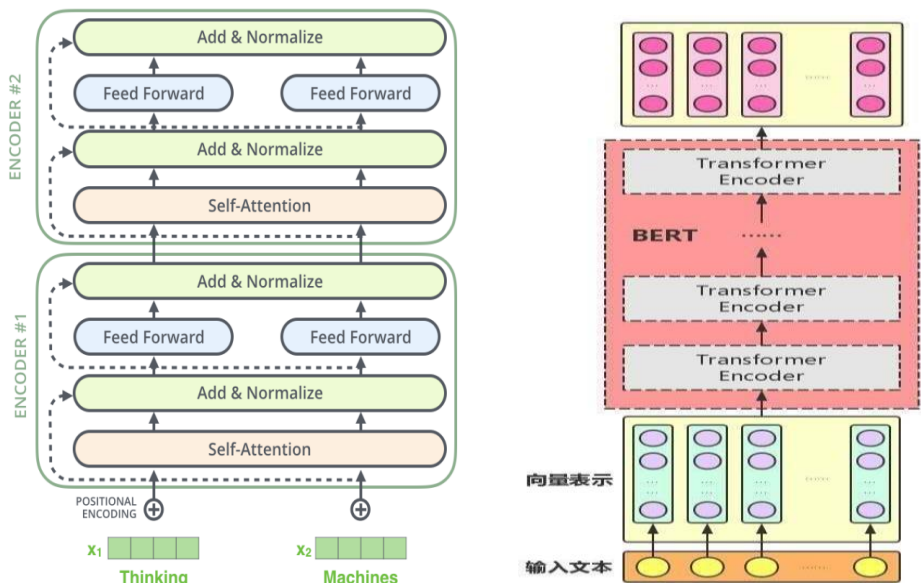 ENCODER #2
Add & Normalize
Feed Forward
Feed Forward
Add & Normalize
Self-Attention
ENCODER #1
Add & Normalize
Feed Forward
Feed Forward
Add & Normalize
Self-Attention
POSITIONAL
ENCODING
x1
x2
Thinking
Machines
......
Transformer
Encoder
BERT
......
Transformer
Encoder
Transformer
Encoder
向量表示
......
输入文本
......